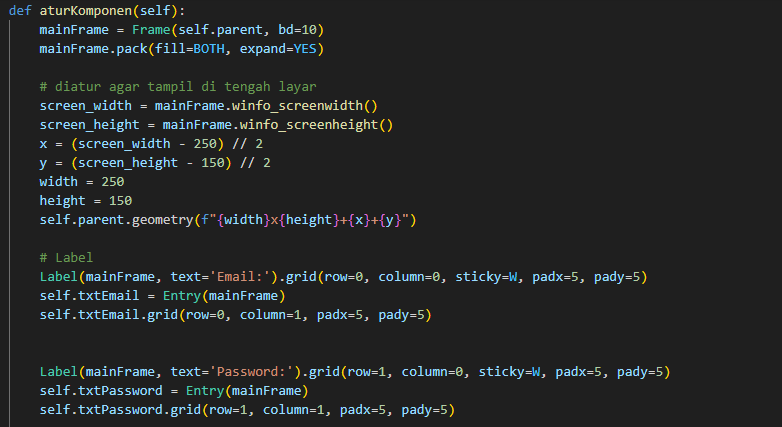 def aturKomponen(self):
mainFrame = Frame(self.parent, bd=10)
mainFrame.pack(fill=BOTH, expand=YES)
# diatur agar tampil di tengah layar
screen_width = mainFrame.winfo_screenwidth()
screen_height = mainFrame.winfo_screenheight()
x = (screen_width - 250) // 2
y = (screen_height - 150) // 2
width = 250
height = 150
self.parent.geometry(f"{width}x{height}+{x}+{y}")
# Label
Label(mainFrame, text='Email:').grid(row=0, column=0, sticky=W, padx=5, pady=5)
self.txtEmail = Entry(mainFrame)
self.txtEmail.grid(row=0, column=1, padx=5, pady=5)
Label(mainFrame, text='Password:').grid(row=1, column=0, sticky=W, padx=5, pady=5)
self.txtPassword = Entry(mainFrame)
self.txtPassword.grid(row=1, column=1, padx=5, pady=5)